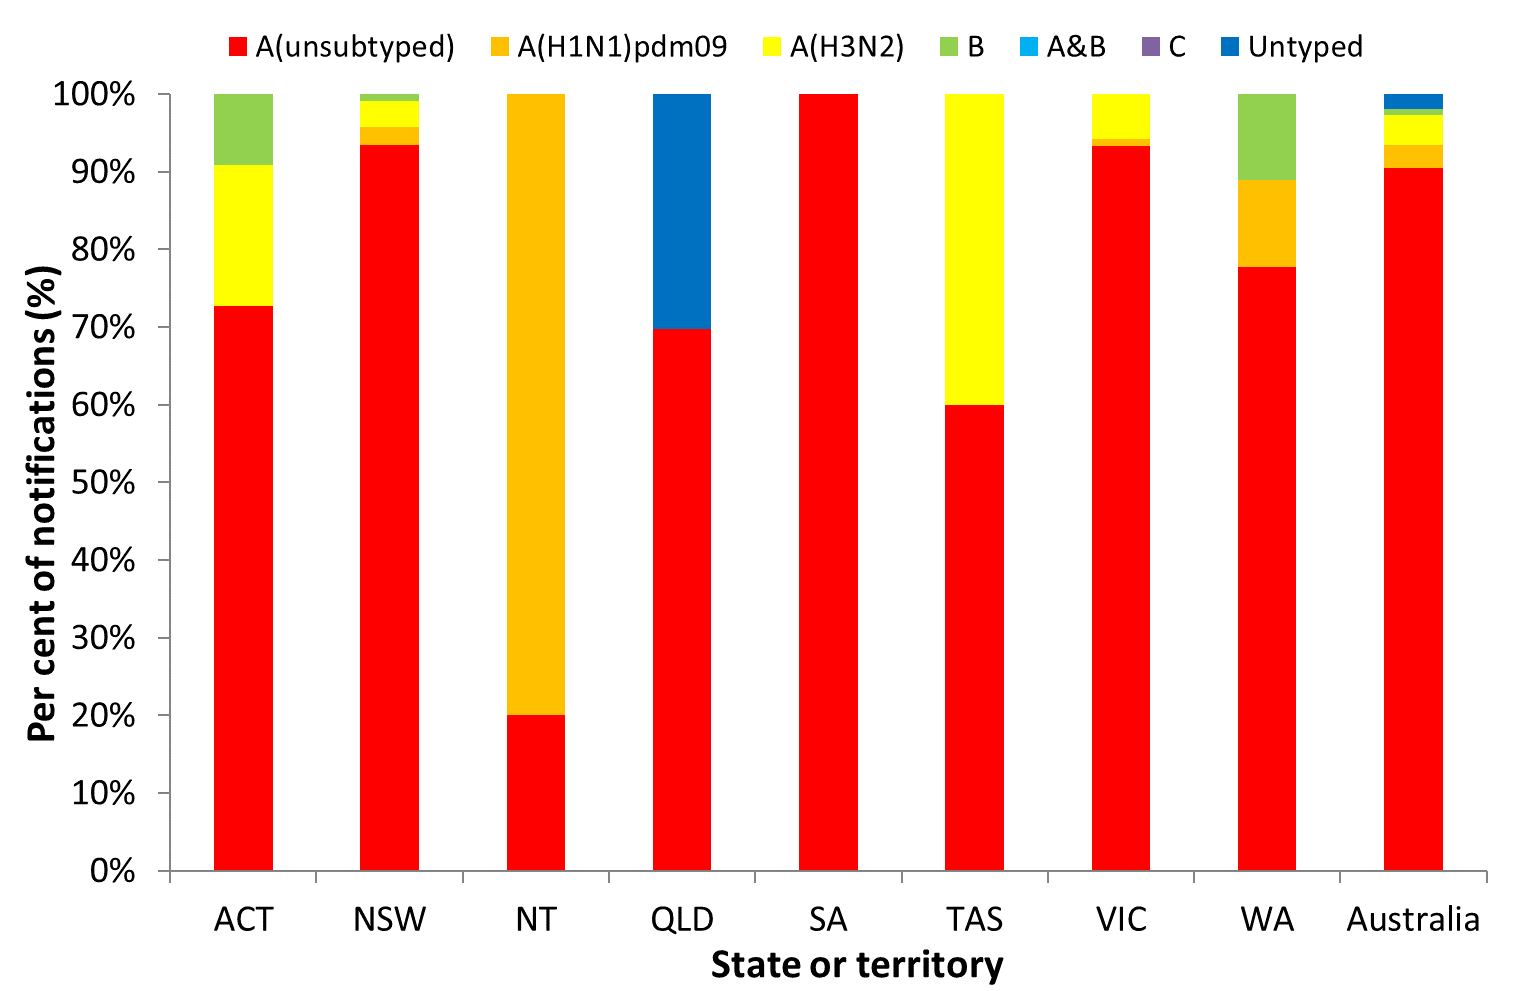 A(unsubtyped) A(H1N1)pdm09 A(H3N2) B A&B C Untyped
100%
90%
80%
70%
60%
50%
40%
30%
20%
10%
0%
Per cent of notifications (%)
ACT NSW NT QLD SA TAS VIC WA Australia
State or territory